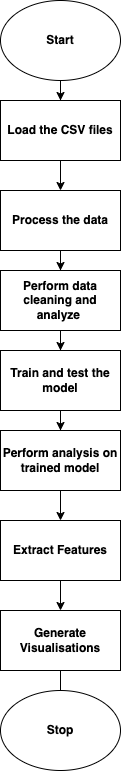 Start
Load the CSV files
Process the data
Perform data
cleaning and
analyze
Train and test the
model
Perform analysis on
trained model
Extract Features
Generate
Visualisations
Stop